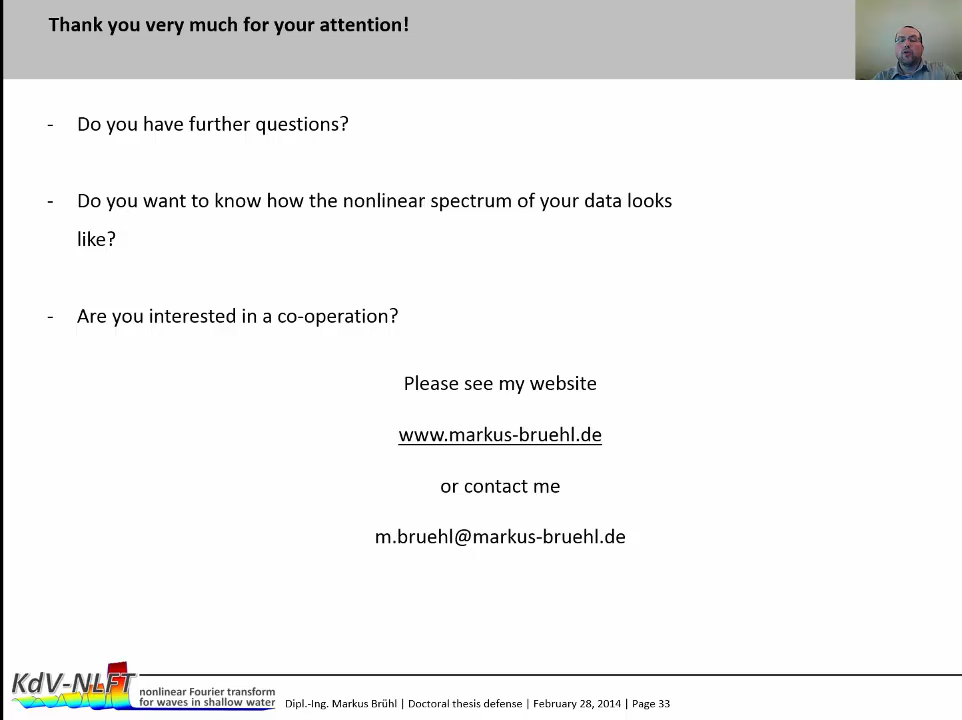 Thank you very much for your attention!
- Do you have further questions?
- Do you want to know how the nonlinear spectrum of your data looks
like?
- Are you interested in a co-operation?
Please see my website
www.markus-bruehl.de
or contact me
m.bruehl@markus-bruehl.de
KdV-NLFT
nonlinear Fourier transform
for waves in shallow water
Dipl.-Ing. Markus Brühl | Doctoral thesis defense | February 28, 2014 | Page 33